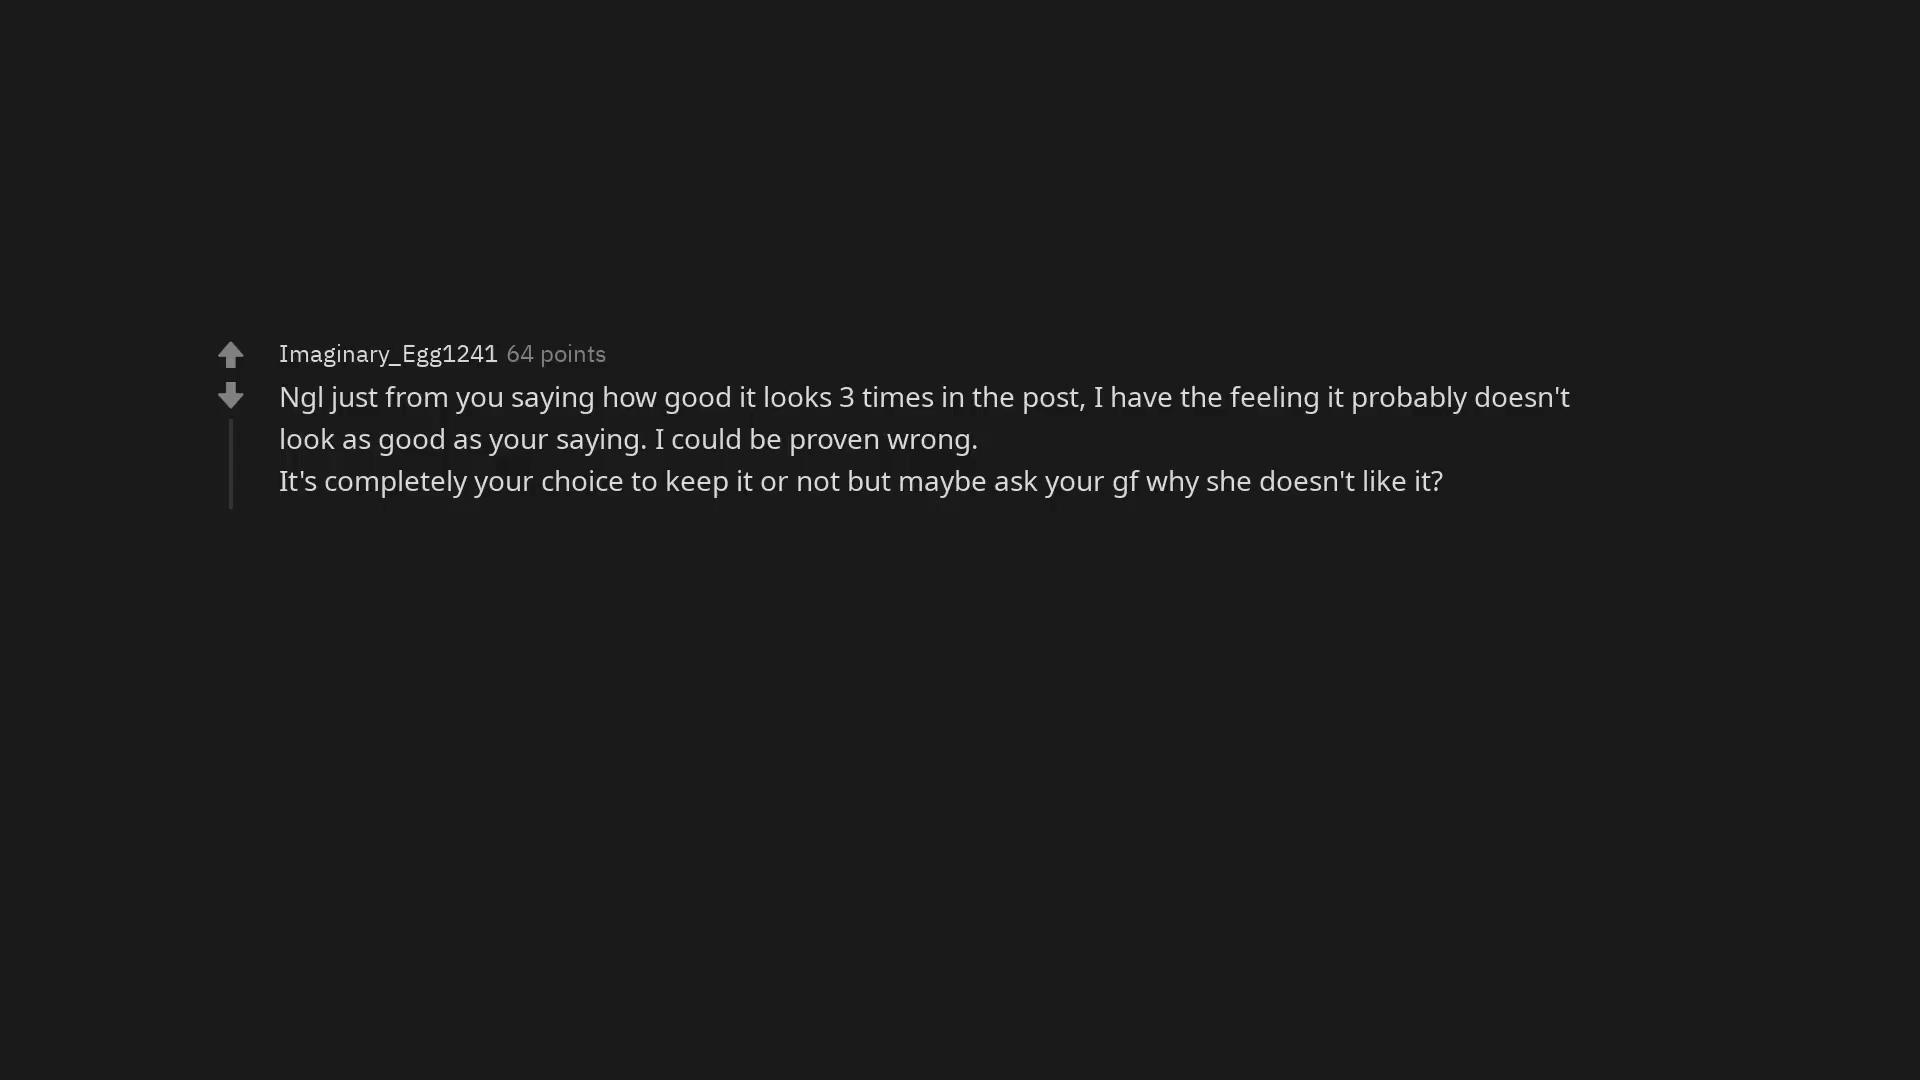 Imaginary_Egg1241 64 points
Ngl just from you saying how good it looks 3 times in the post, I have the feeling it probably doesn't
look as good as your saying. I could be proven wrong.
It's completely your choice to keep it or not but maybe ask your gf why she doesn't like it?